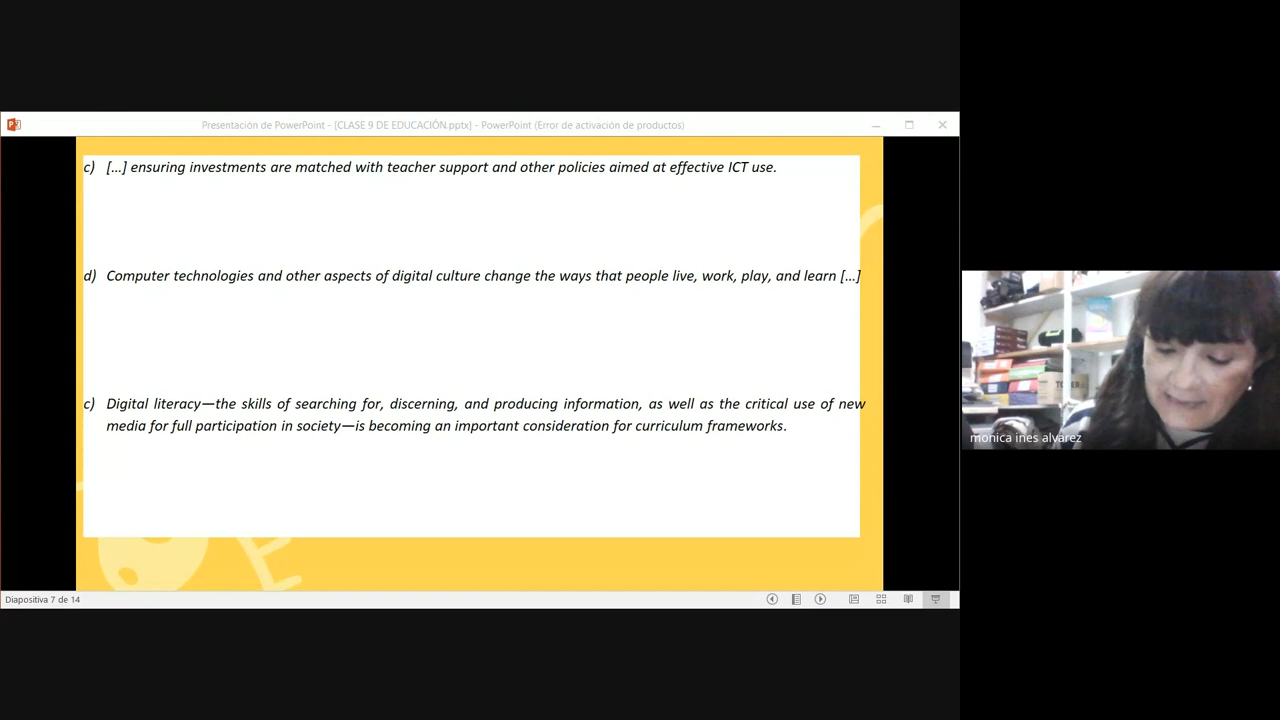 Presentación de PowerPoint - [CLASE 9 DE EDUCACIÓN.pptx] - PowerPoint (Error de activación de productos)
c) [...] ensuring investments are matched with teacher support and other policies aimed at effective ICT use.
d) Computer technologies and other aspects of digital culture change the ways that people live, work, play, and learn [...]
c) Digital literacy—the skills of searching for, discerning, and producing information, as well as the critical use of new
media for full participation in society—is becoming an important consideration for curriculum frameworks.
monica ines alvarez
Diapositiva 7 de 14